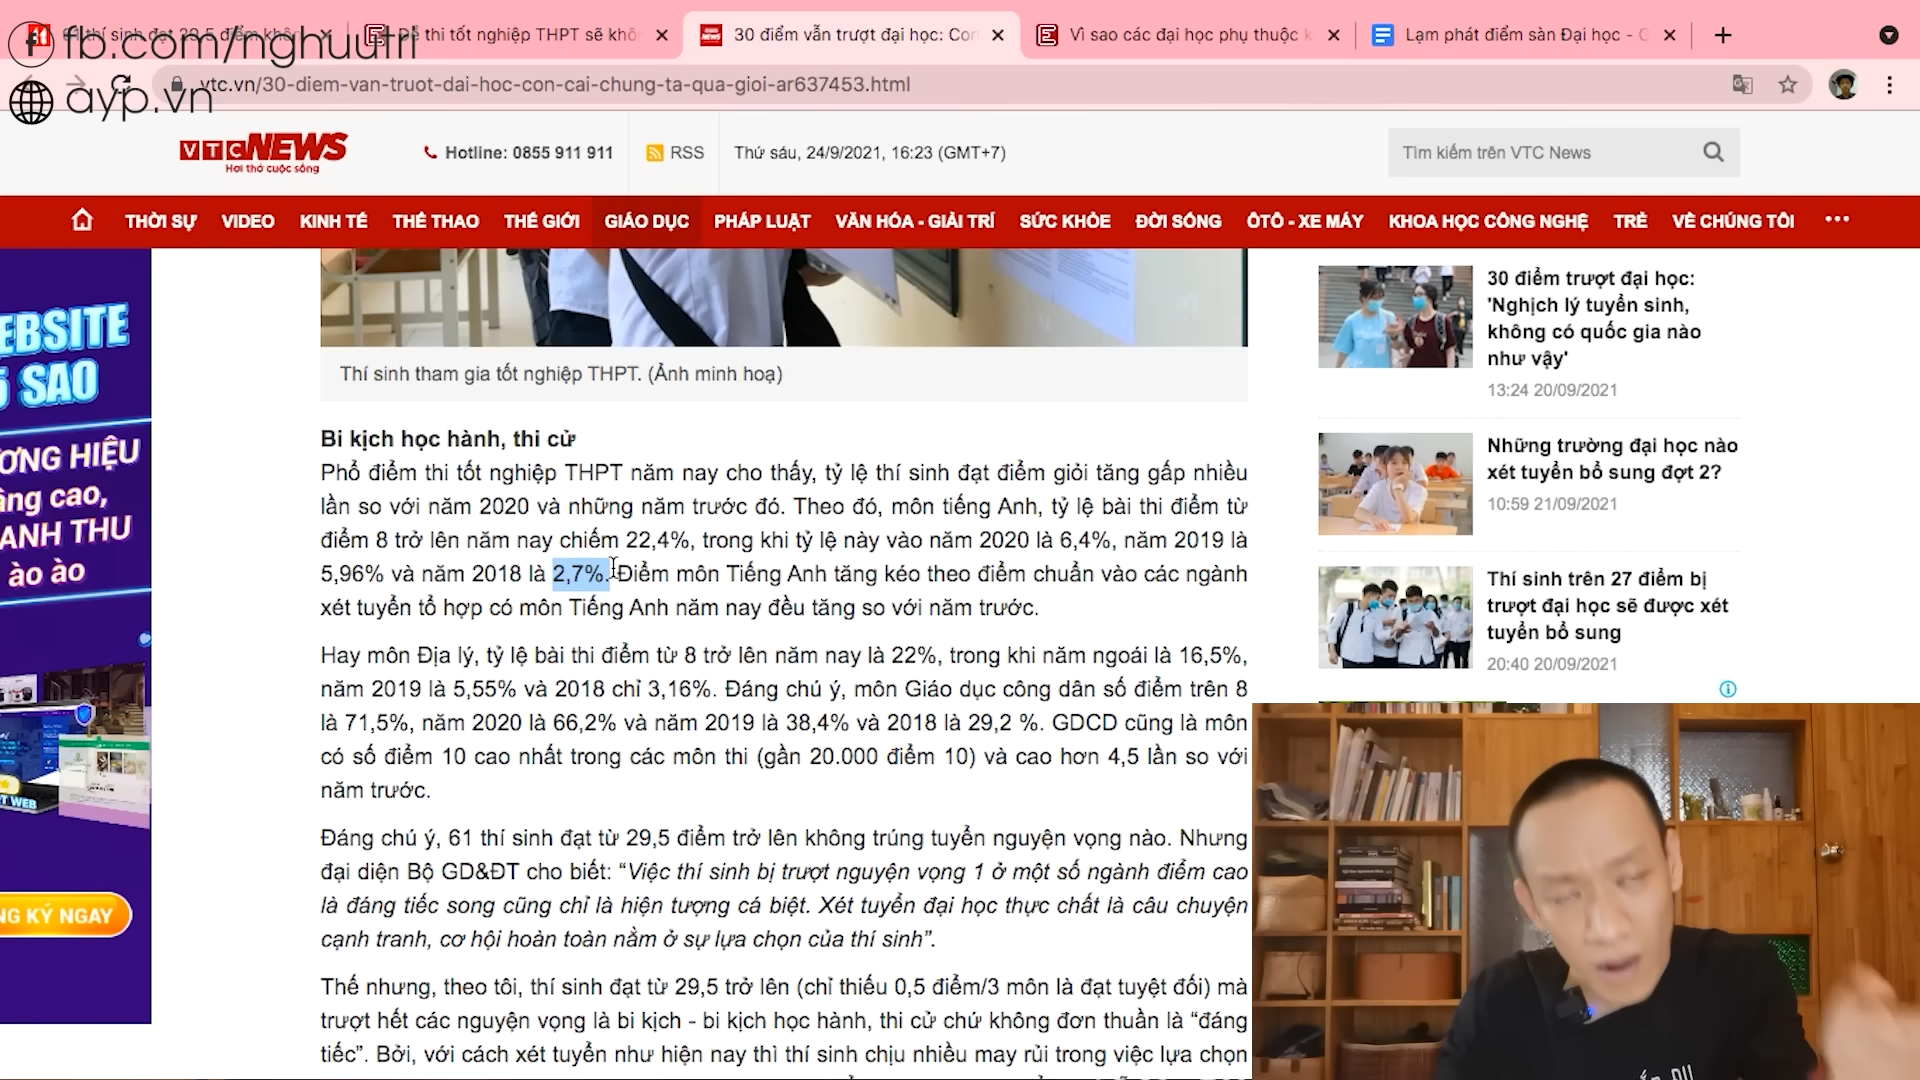 fb.com/nghuutri
thi tốt nghiệp THPT sẽ khô
30 điểm vẫn trượt đại học: Con
Vì sao các đại học phụ thuộc k
Lạm phát điểm sàn Đại học - G
vtc.vn/30-diem-van-truot-dai-hoc-con-cai-chung-ta-qua-gioi-ar637453.html
ayp.vn
VTC NEWS
Hơi thở cuộc sống
Hotline: 0855 911 911
RSS
Thứ sáu, 24/9/2021, 16:23 (GMT+7)
Tìm kiếm trên VTC News
THỜI SỰ VIDEO KINH TẾ THỂ THAO THẾ GIỚI GIÁO DỤC PHÁP LUẬT VĂN HÓA - GIẢI TRÍ SỨC KHỎE ĐỜI SỐNG ÔTÔ - XE MÁY KHOA HỌC CÔNG NGHỆ TRẺ VỀ CHÚNG TÔI
EBSITE
5 SAO
ƠNG HIỆU
âng cao,
ANH THU
ào ào
T WEB
NG KÝ NGAY
Thí sinh tham gia tốt nghiệp THPT. (Ảnh minh hoạ)
Bi kịch học hành, thi cử
Phổ điểm thi tốt nghiệp THPT năm nay cho thấy, tỷ lệ thí sinh đạt điểm giỏi tăng gấp nhiều
lần so với năm 2020 và những năm trước đó. Theo đó, môn tiếng Anh, tỷ lệ bài thi điểm từ
điểm 8 trở lên năm nay chiếm 22,4%, trong khi tỷ lệ này vào năm 2020 là 6,4%, năm 2019 là
5,96% và năm 2018 là 2,7%. Điểm môn Tiếng Anh tăng kéo theo điểm chuẩn vào các ngành
xét tuyển tổ hợp có môn Tiếng Anh năm nay đều tăng so với năm trước.
Hay môn Địa lý, tỷ lệ bài thi điểm từ 8 trở lên năm nay là 22%, trong khi năm ngoái là 16,5%,
năm 2019 là 5,55% và 2018 chỉ 3,16%. Đáng chú ý, môn Giáo dục công dân số điểm trên 8
là 71,5%, năm 2020 là 66,2% và năm 2019 là 38,4% và 2018 là 29,2 %. GDCD cũng là môn
có số điểm 10 cao nhất trong các môn thi (gần 20.000 điểm 10) và cao hơn 4,5 lần so với
năm trước.
Đáng chú ý, 61 thí sinh đạt từ 29,5 điểm trở lên không trúng tuyển nguyện vọng nào. Nhưng
đại diện Bộ GD&ĐT cho biết: “Việc thí sinh bị trượt nguyện vọng 1 ở một số ngành điểm cao
là đáng tiếc song cũng chỉ là hiện tượng cá biệt. Xét tuyển đại học thực chất là câu chuyện
cạnh tranh, cơ hội hoàn toàn nằm ở sự lựa chọn của thí sinh”.
Thế nhưng, theo tôi, thí sinh đạt từ 29,5 trở lên (chỉ thiếu 0,5 điểm/3 môn là đạt tuyệt đối) mà
trượt hết các nguyện vọng là bi kịch - bi kịch học hành, thi cử chứ không đơn thuần là “đáng
tiếc”. Bởi, với cách xét tuyển như hiện nay thì thí sinh chịu nhiều may rủi trong việc lựa chọn
30 điểm trượt đại học:
'Nghịch lý tuyển sinh,
không có quốc gia nào
như vậy'
13:24 20/09/2021
Những trường đại học nào
xét tuyển bổ sung đợt 2?
10:59 21/09/2021
Thí sinh trên 27 điểm bị
trượt đại học sẽ được xét
tuyển bổ sung
20:40 20/09/2021